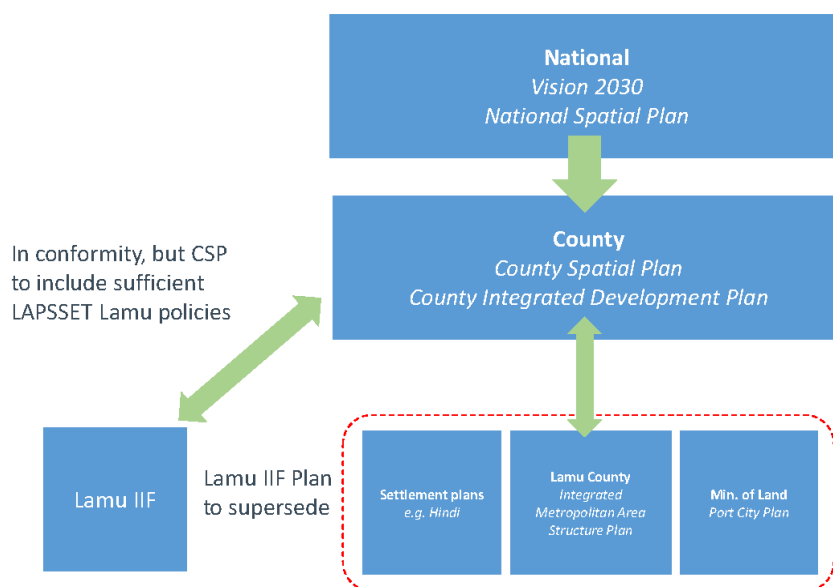 National
Vision 2030
National Spatial Plan
County
County Spatial Plan
County Integrated Development Plan
In conformity, but CSP
to include sufficient
LAPSSET Lamu policies
Lamu IIF
Lamu IIF Plan
to supersede
Settlement plans
e.g. Hindi
Lamu County
Integrated
Metropolitan Area
Structure Plan
Min. of Land
Port City Plan